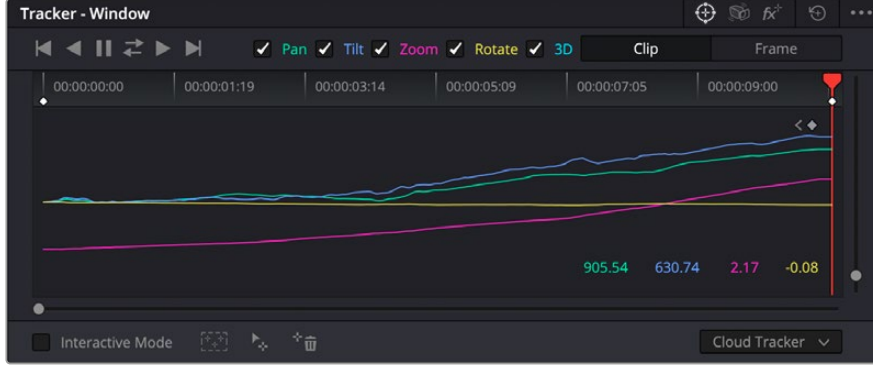 Tracker - Window
Pan Tilt Zoom Rotate 3D Clip Frame
00:00:00:00 00:00:01:19 00:00:03:14 00:00:05:09 00:00:07:05 00:00:09:00
905.54 630.74 2.17 -0.08
Interactive Mode Cloud Tracker